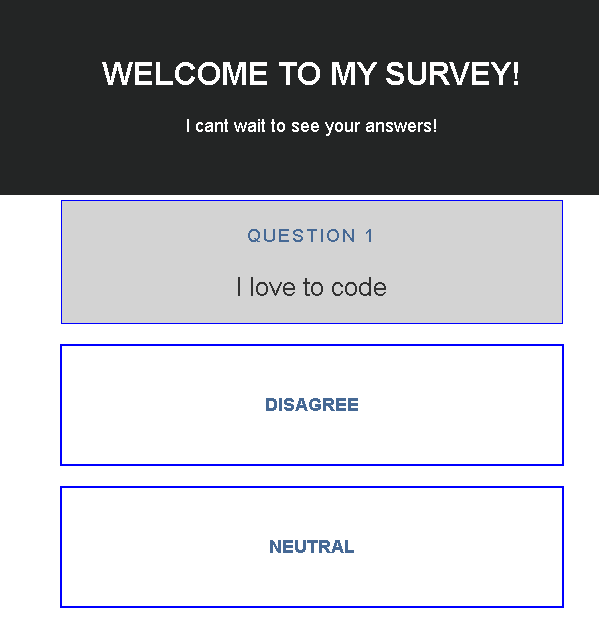 WELCOME TO MY SURVEY!
I cant wait to see your answers!
QUESTION 1
I love to code
DISAGREE
NEUTRAL